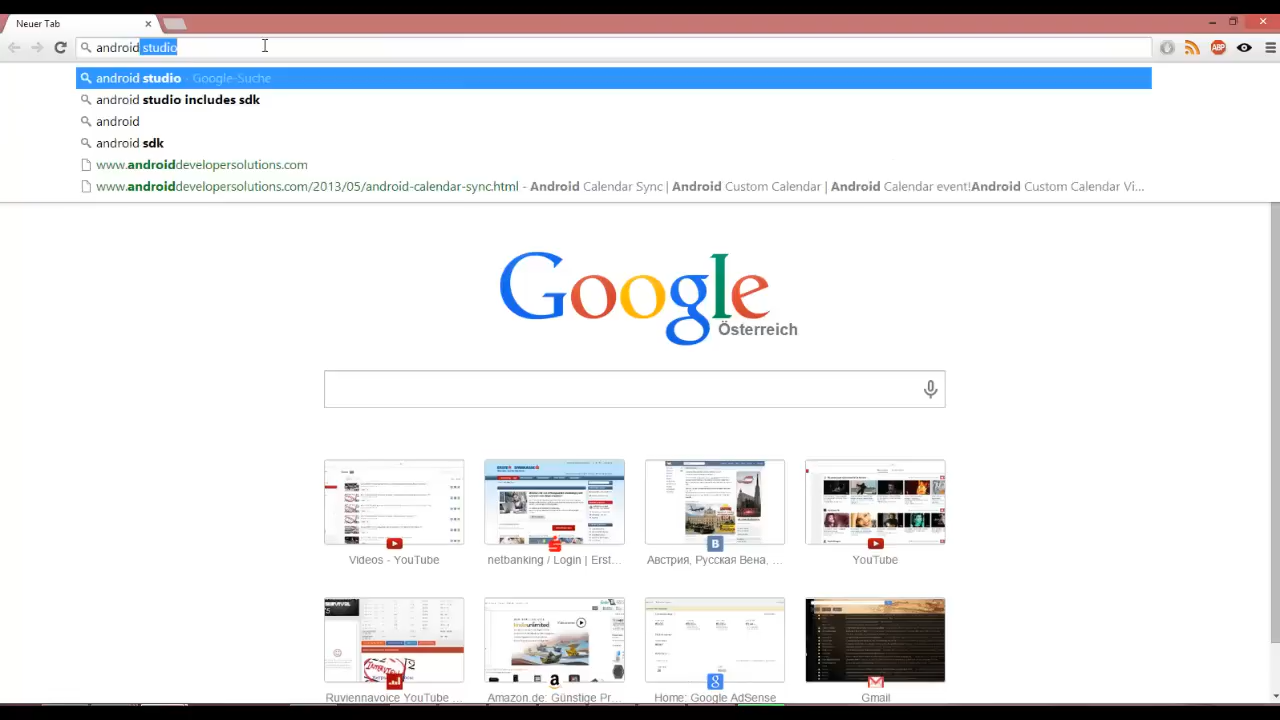 Neuer Tab
android studio
ABP
android studio - Google-Suche
android studio includes sdk
android
android sdk
www.androiddevelopersolutions.com
www.androiddevelopersolutions.com/2013/05/android-calendar-sync.html - Android Calendar Sync | Android Custom Calendar | Android Calendar event!Android Custom Calendar Vi...
Google
Österreich
Videos - YouTube
netbanking / Login | Erst...
Австрия, Русская Вена, ...
YouTube
Ruviennavoice YouTube ...
Amazon.de: Günstige Pr...
Home: Google AdSense
Gmail